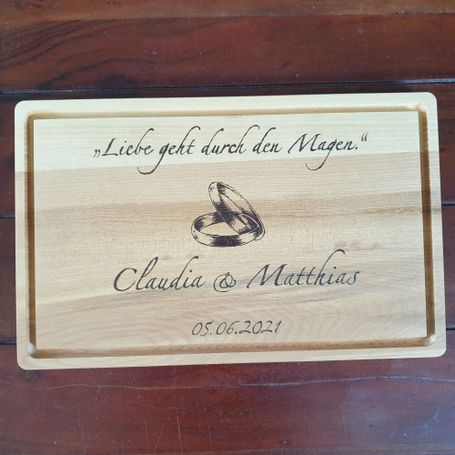 „Liebe geht durch den Magen.“
Claudia & Matthias
05.06.2021